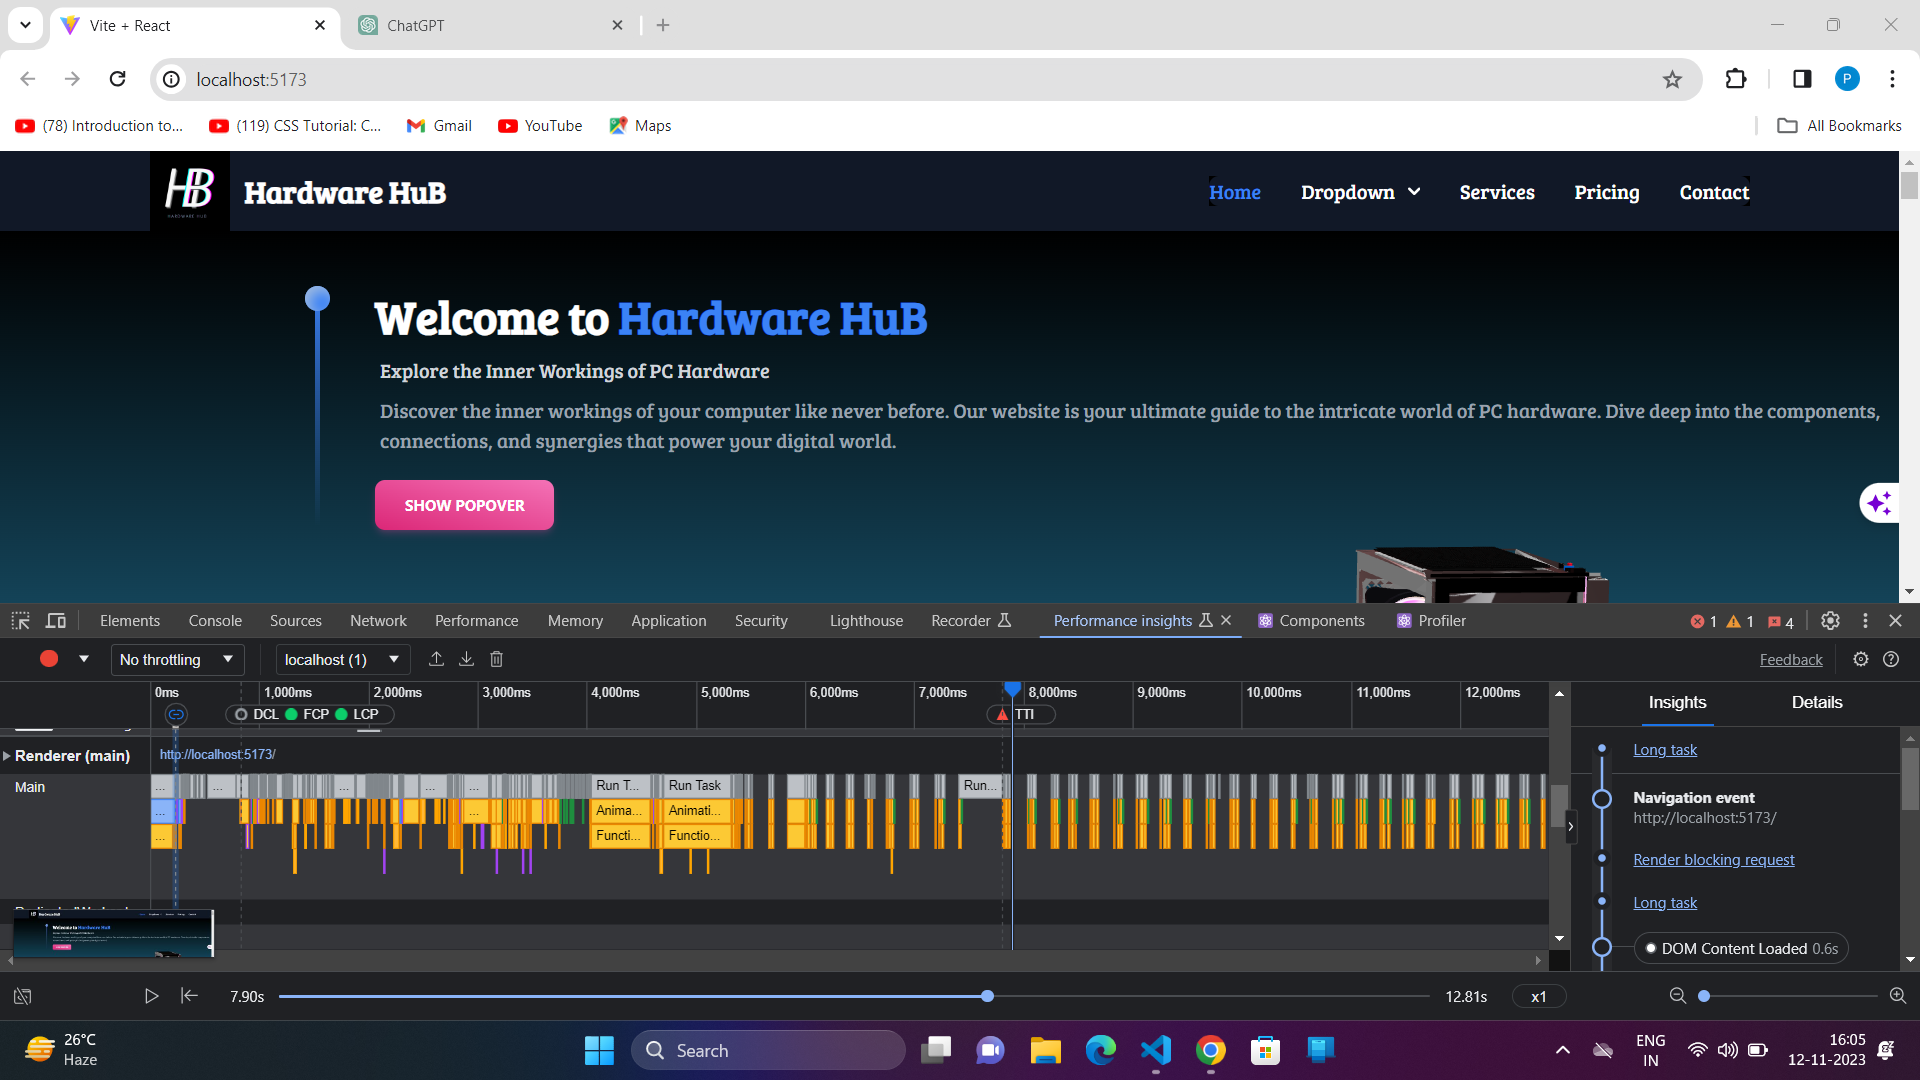 Vite + React
ChatGPT
localhost:5173
(78) Introduction to...
(119) CSS Tutorial: C...
Gmail
YouTube
Maps
All Bookmarks
P
HB
HARDWARE HUB
Hardware HuB
Home
Dropdown
Services
Pricing
Contact
Welcome to Hardware HuB
Explore the Inner Workings of PC Hardware
Discover the inner workings of your computer like never before. Our website is your ultimate guide to the intricate world of PC hardware. Dive deep into the components,
connections, and synergies that power your digital world.
SHOW POPOVER
Elements
Console
Sources
Network
Performance
Memory
Application
Security
Lighthouse
Recorder
Performance insights
Components
Profiler
1
1
4
No throttling
localhost (1)
Feedback
0ms
1,000ms
2,000ms
3,000ms
4,000ms
5,000ms
6,000ms
7,000ms
8,000ms
9,000ms
10,000ms
11,000ms
12,000ms
DCL
FCP
LCP
TTI
Insights
Details
Renderer (main)
http://localhost:5173/
Main
...
...
...
...
...
Run T...
Run Task
Run...
...
...
Anima...
Animati...
...
Functi...
Functio...
Long task
Navigation event
http://localhost:5173/
Render blocking request
Long task
DOM Content Loaded 0.6s
7.90s
12.81s
x1
26°C
Haze
Search
ENG
IN
16:05
12-11-2023